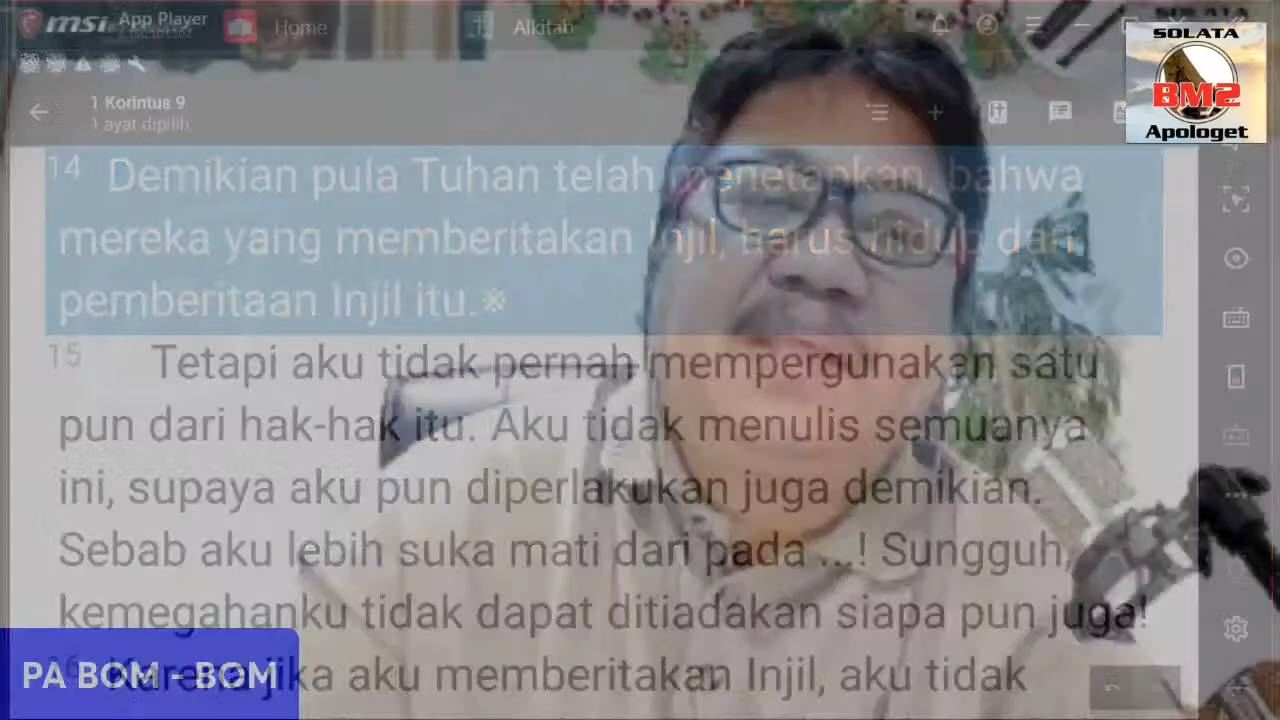 msi App Player
Home
Alkitab
SOLATA
BM2
Apologet
1 Korintus 9
1 ayat dipilih
14 Demikian pula Tuhan telah menetapkan, bahwa
mereka yang memberitakan Injil, harus hidup dari
pemberitaan Injil itu.※
15 Tetapi aku tidak pernah mempergunakan satu
pun dari hak-hak itu. Aku tidak menulis semuanya
ini, supaya aku pun diperlakukan juga demikian.
Sebab aku lebih suka mati dari pada ...! Sungguh,
kemegahanku tidak dapat ditiadakan siapa pun juga!
16 Karena jika aku memberitakan Injil, aku tidak
PA BOM - BOM